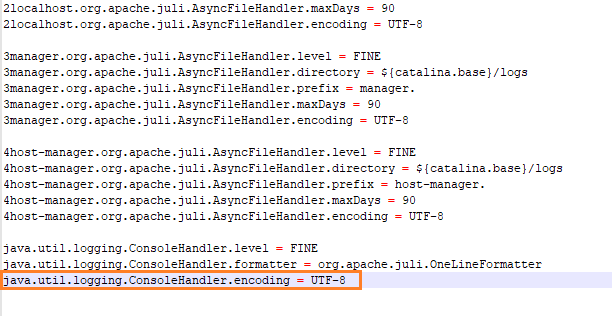 2localhost.org.apache.juli.AsyncFileHandler.maxDays = 90
2localhost.org.apache.juli.AsyncFileHandler.encoding = UTF-8
3manager.org.apache.juli.AsyncFileHandler.level = FINE
3manager.org.apache.juli.AsyncFileHandler.directory = ${catalina.base}/logs
3manager.org.apache.juli.AsyncFileHandler.prefix = manager.
3manager.org.apache.juli.AsyncFileHandler.maxDays = 90
3manager.org.apache.juli.AsyncFileHandler.encoding = UTF-8
4host-manager.org.apache.juli.AsyncFileHandler.level = FINE
4host-manager.org.apache.juli.AsyncFileHandler.directory = ${catalina.base}/logs
4host-manager.org.apache.juli.AsyncFileHandler.prefix = host-manager.
4host-manager.org.apache.juli.AsyncFileHandler.maxDays = 90
4host-manager.org.apache.juli.AsyncFileHandler.encoding = UTF-8
java.util.logging.ConsoleHandler.level = FINE
java.util.logging.ConsoleHandler.formatter = org.apache.juli.OneLineFormatter
java.util.logging.ConsoleHandler.encoding = UTF-8